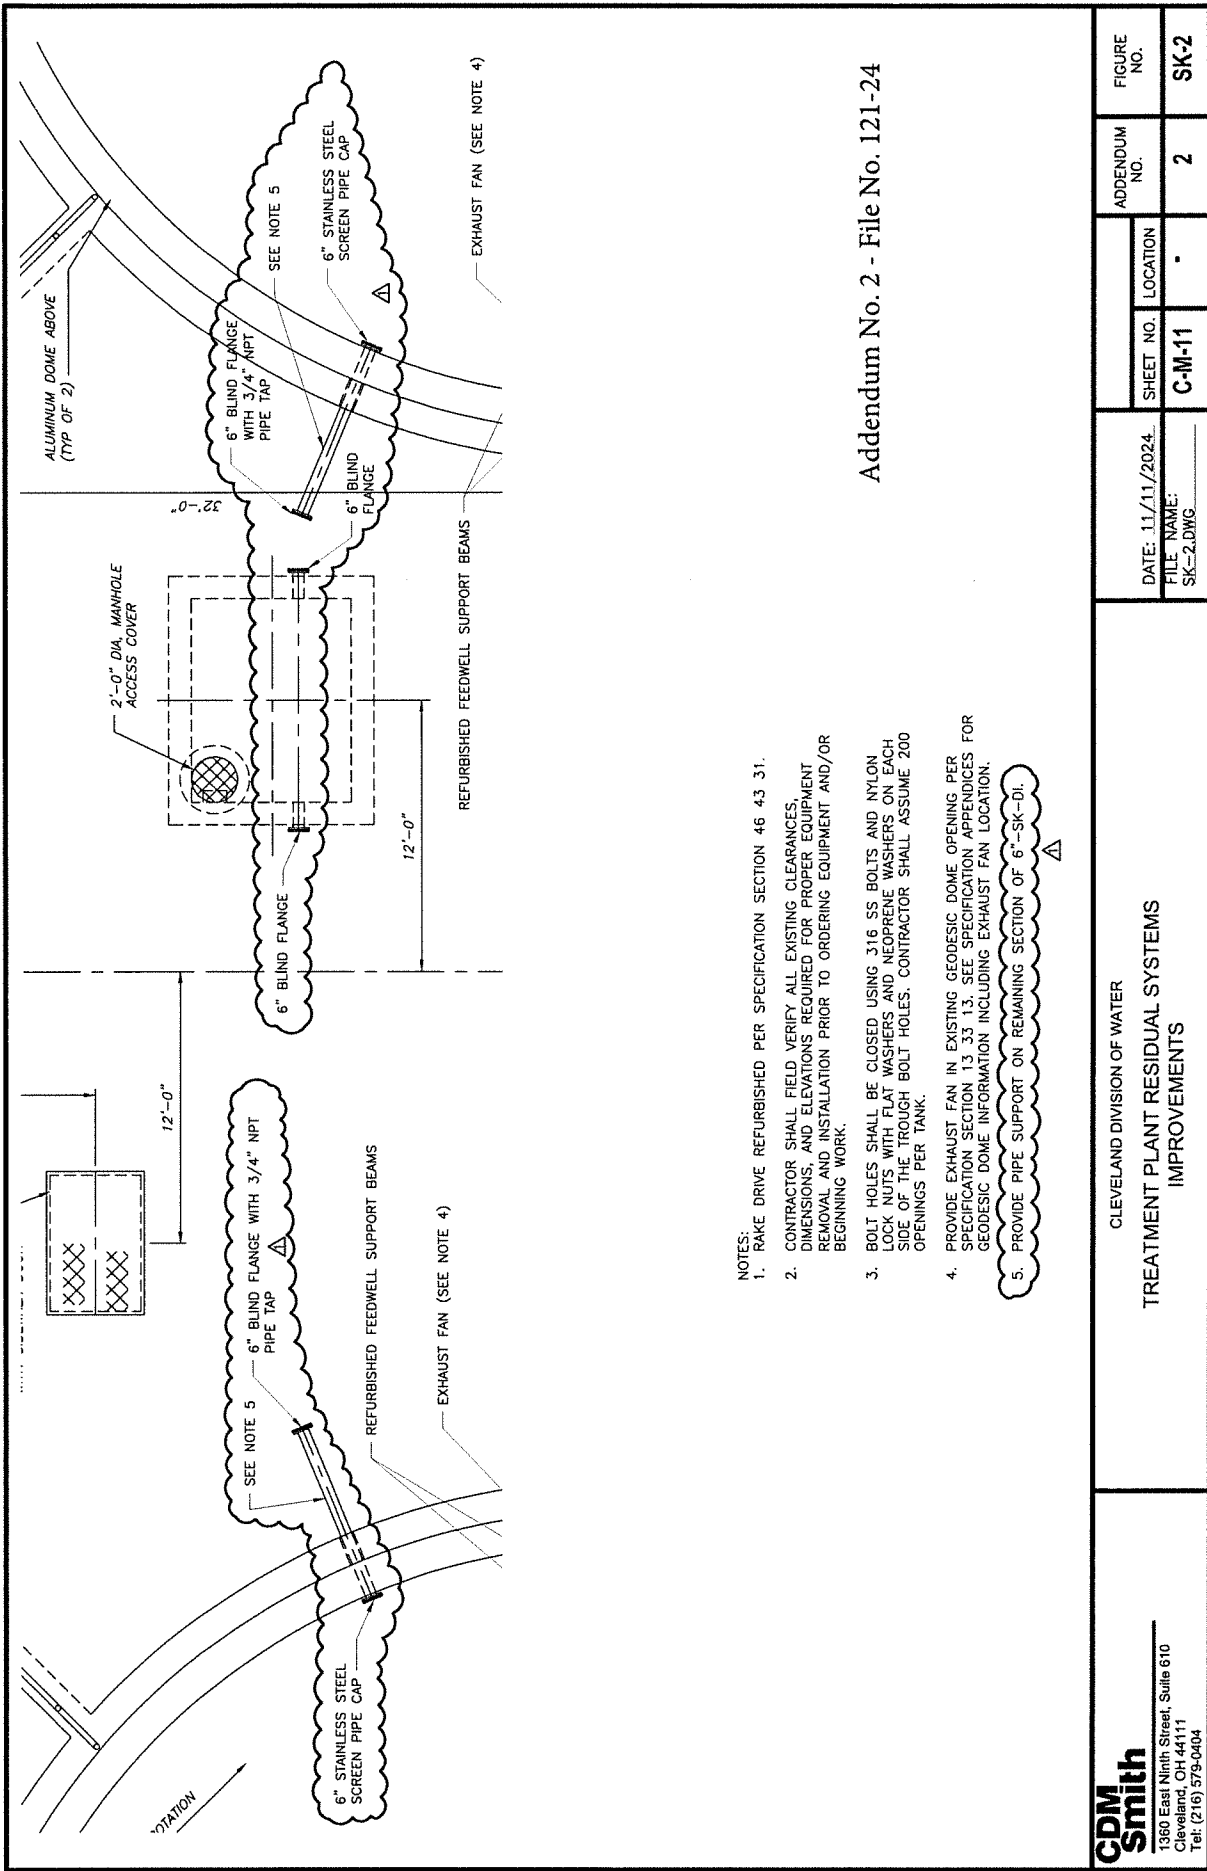 ROTATION
6" STAINLESS STEEL
SCREEN PIPE CAP
SEE NOTE 5
6" BLIND FLANGE WITH 3/4" NPT
PIPE TAP
1
REFURBISHED FEEDWELL SUPPORT BEAMS
EXHAUST FAN (SEE NOTE 4)
12'-0"
12'-0"
6" BLIND FLANGE
2'-0" DIA, MANHOLE
ACCESS COVER
32'-0"
ALUMINUM DOME ABOVE
(TYP OF 2)
6" BLIND FLANGE
WITH 3/4" NPT
PIPE TAP
SEE NOTE 5
6" STAINLESS STEEL
SCREEN PIPE CAP
1
6" BLIND
FLANGE
REFURBISHED FEEDWELL SUPPORT BEAMS
EXHAUST FAN (SEE NOTE 4)
Addendum No. 2 - File No. 121-24
NOTES:
1. RAKE DRIVE REFURBISHED PER SPECIFICATION SECTION 46 43 31.
2. CONTRACTOR SHALL FIELD VERIFY ALL EXISTING CLEARANCES,
DIMENSIONS, AND ELEVATIONS REQUIRED FOR PROPER EQUIPMENT
REMOVAL AND INSTALLATION PRIOR TO ORDERING EQUIPMENT AND/OR
BEGINNING WORK.
3. BOLT HOLES SHALL BE CLOSED USING 316 SS BOLTS AND NYLON
LOCK NUTS WITH FLAT WASHERS AND NEOPRENE WASHERS ON EACH
SIDE OF THE TROUGH BOLT HOLES. CONTRACTOR SHALL ASSUME 200
OPENINGS PER TANK.
4. PROVIDE EXHAUST FAN IN EXISTING GEODESIC DOME OPENING PER
SPECIFICATION SECTION 13 33 13. SEE SPECIFICATION APPENDICES FOR
GEODESIC DOME INFORMATION INCLUDING EXHAUST FAN LOCATION.
5. PROVIDE PIPE SUPPORT ON REMAINING SECTION OF 6"-SK-DI.
1
CDM
Smith
1360 East Ninth Street, Suite 610
Cleveland, OH 44111
Tel: (216) 579-0404
CLEVELAND DIVISION OF WATER
TREATMENT PLANT RESIDUAL SYSTEMS
IMPROVEMENTS
DATE: 11/11/2024
FILE NAME:
SK-2.DWG
SHEET NO.
C-M-11
LOCATION
-
ADDENDUM
NO.
2
FIGURE
NO.
SK-2